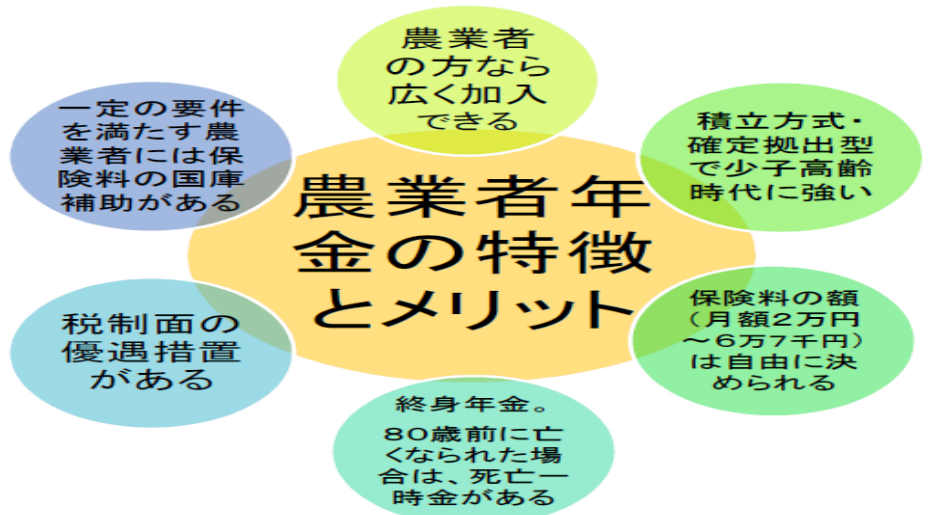 農業者
の方なら
広く加入
できる
積立方式・
確定拠出型
で少子高齢
時代に強い
保険料の額
（月額２万円
～６万７千円）
は自由に決
められる
終身年金。
８０歳前に亡
くなられた場
合は、死亡一
時金がある
税制面の
優遇措置
がある
一定の要件
を満たす農
業者には保
険料の国庫
補助がある
農業者年
金の特徴
とメリット